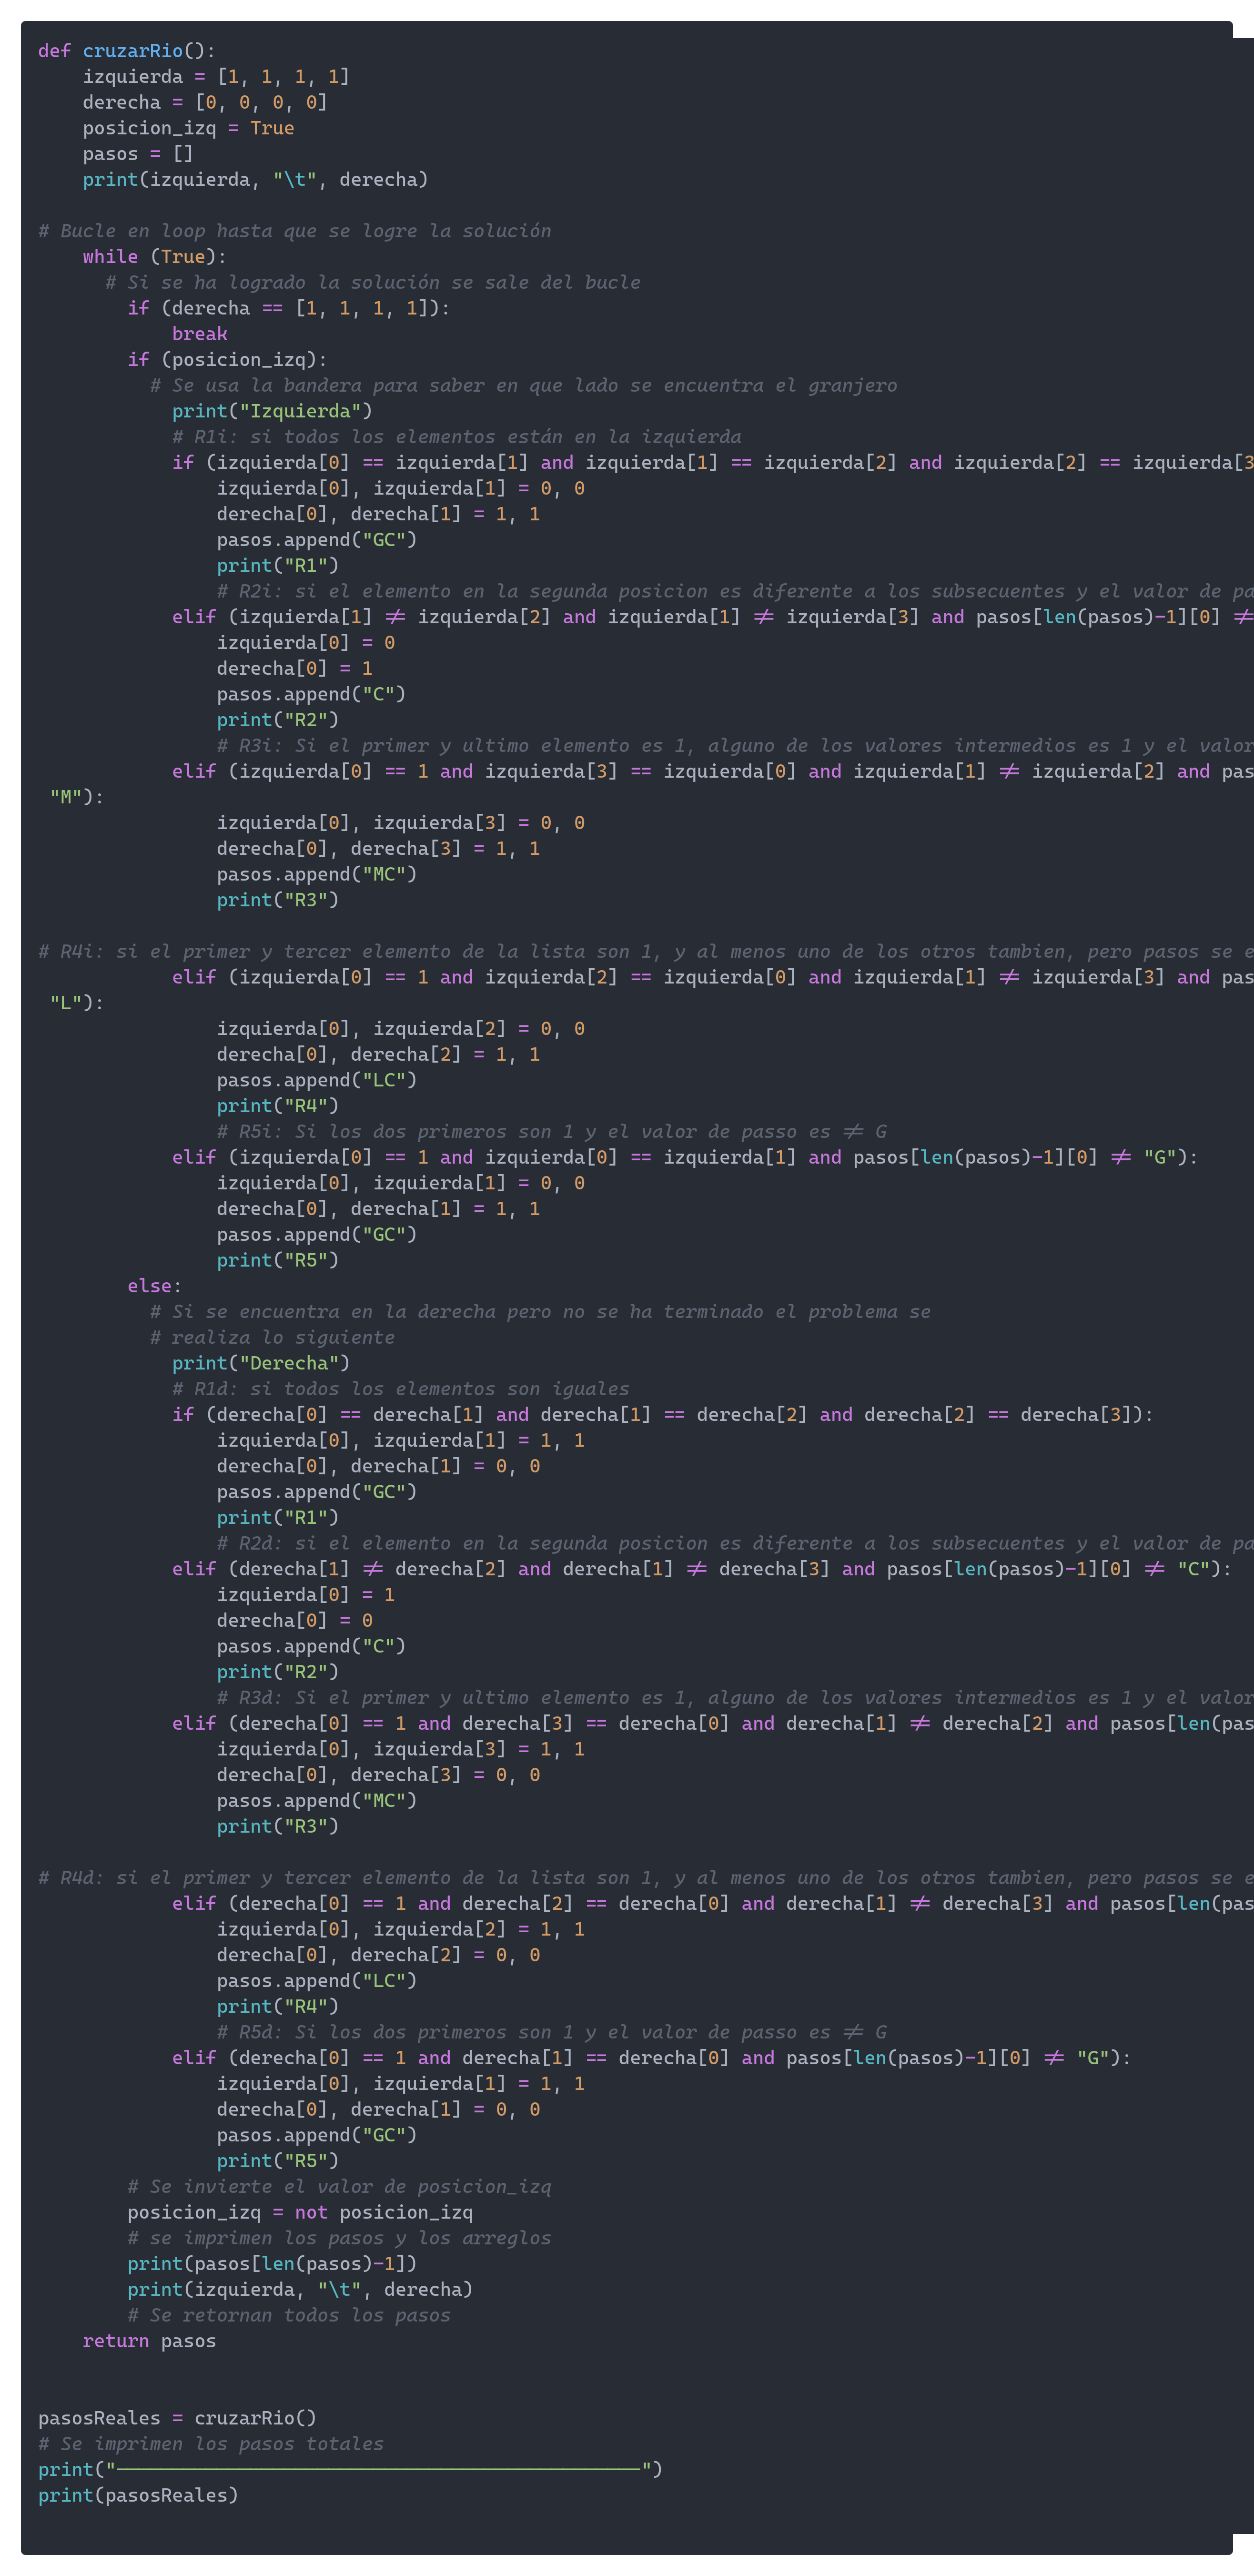 def cruzarRio():
    izquierda = [1, 1, 1, 1]
    derecha = [0, 0, 0, 0]
    posicion_izq = True
    pasos = []
    print(izquierda, "\t", derecha)

# Bucle en loop hasta que se logre la solución
    while (True):
      # Si se ha logrado la solución se sale del bucle
        if (derecha == [1, 1, 1, 1]):
            break
        if (posicion_izq):
          # Se usa la bandera para saber en que lado se encuentra el granjero
            print("Izquierda")
            # R1i: si todos los elementos están en la izquierda
            if (izquierda[0] == izquierda[1] and izquierda[1] == izquierda[2] and izquierda[2] == izquierda[3
                izquierda[0], izquierda[1] = 0, 0
                derecha[0], derecha[1] = 1, 1
                pasos.append("GC")
                print("R1")
                # R2i: si el elemento en la segunda posicion es diferente a los subsecuentes y el valor de pa
            elif (izquierda[1] != izquierda[2] and izquierda[1] != izquierda[3] and pasos[len(pasos)-1][0] !=
                izquierda[0] = 0
                derecha[0] = 1
                pasos.append("C")
                print("R2")
                # R3i: Si el primer y ultimo elemento es 1, alguno de los valores intermedios es 1 y el valor
            elif (izquierda[0] == 1 and izquierda[3] == izquierda[0] and izquierda[1] != izquierda[2] and pas
 "M"):
                izquierda[0], izquierda[3] = 0, 0
                derecha[0], derecha[3] = 1, 1
                pasos.append("MC")
                print("R3")

# R4i: si el primer y tercer elemento de la lista son 1, y al menos uno de los otros tambien, pero pasos se e
            elif (izquierda[0] == 1 and izquierda[2] == izquierda[0] and izquierda[1] != izquierda[3] and pas
 "L"):
                izquierda[0], izquierda[2] = 0, 0
                derecha[0], derecha[2] = 1, 1
                pasos.append("LC")
                print("R4")
                # R5i: Si los dos primeros son 1 y el valor de passo es != G
            elif (izquierda[0] == 1 and izquierda[0] == izquierda[1] and pasos[len(pasos)-1][0] != "G"):
                izquierda[0], izquierda[1] = 0, 0
                derecha[0], derecha[1] = 1, 1
                pasos.append("GC")
                print("R5")
        else:
          # Si se encuentra en la derecha pero no se ha terminado el problema se
          # realiza lo siguiente
            print("Derecha")
            # R1d: si todos los elementos son iguales
            if (derecha[0] == derecha[1] and derecha[1] == derecha[2] and derecha[2] == derecha[3]):
                izquierda[0], izquierda[1] = 1, 1
                derecha[0], derecha[1] = 0, 0
                pasos.append("GC")
                print("R1")
                # R2d: si el elemento en la segunda posicion es diferente a los subsecuentes y el valor de pa
            elif (derecha[1] != derecha[2] and derecha[1] != derecha[3] and pasos[len(pasos)-1][0] != "C"):
                izquierda[0] = 1
                derecha[0] = 0
                pasos.append("C")
                print("R2")
                # R3d: Si el primer y ultimo elemento es 1, alguno de los valores intermedios es 1 y el valor
            elif (derecha[0] == 1 and derecha[3] == derecha[0] and derecha[1] != derecha[2] and pasos[len(pas
                izquierda[0], izquierda[3] = 1, 1
                derecha[0], derecha[3] = 0, 0
                pasos.append("MC")
                print("R3")

# R4d: si el primer y tercer elemento de la lista son 1, y al menos uno de los otros tambien, pero pasos se e
            elif (derecha[0] == 1 and derecha[2] == derecha[0] and derecha[1] != derecha[3] and pasos[len(pas
                izquierda[0], izquierda[2] = 1, 1
                derecha[0], derecha[2] = 0, 0
                pasos.append("LC")
                print("R4")
                # R5d: Si los dos primeros son 1 y el valor de passo es != G
            elif (derecha[0] == 1 and derecha[1] == derecha[0] and pasos[len(pasos)-1][0] != "G"):
                izquierda[0], izquierda[1] = 1, 1
                derecha[0], derecha[1] = 0, 0
                pasos.append("GC")
                print("R5")
        # Se invierte el valor de posicion_izq
        posicion_izq = not posicion_izq
        # se imprimen los pasos y los arreglos
        print(pasos[len(pasos)-1])
        print(izquierda, "\t", derecha)
        # Se retornan todos los pasos
    return pasos


pasosReales = cruzarRio()
# Se imprimen los pasos totales
print("-----------------------------------------------")
print(pasosReales)